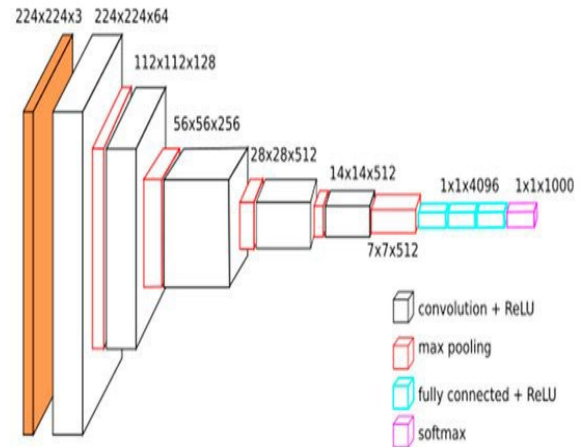 224x224x3
224x224x64
112x112x128
56x56x256
28x28x512
14x14x512
7x7x512
1x1x4096
1x1x1000
convolution + ReLU
max pooling
fully connected + ReLU
softmax